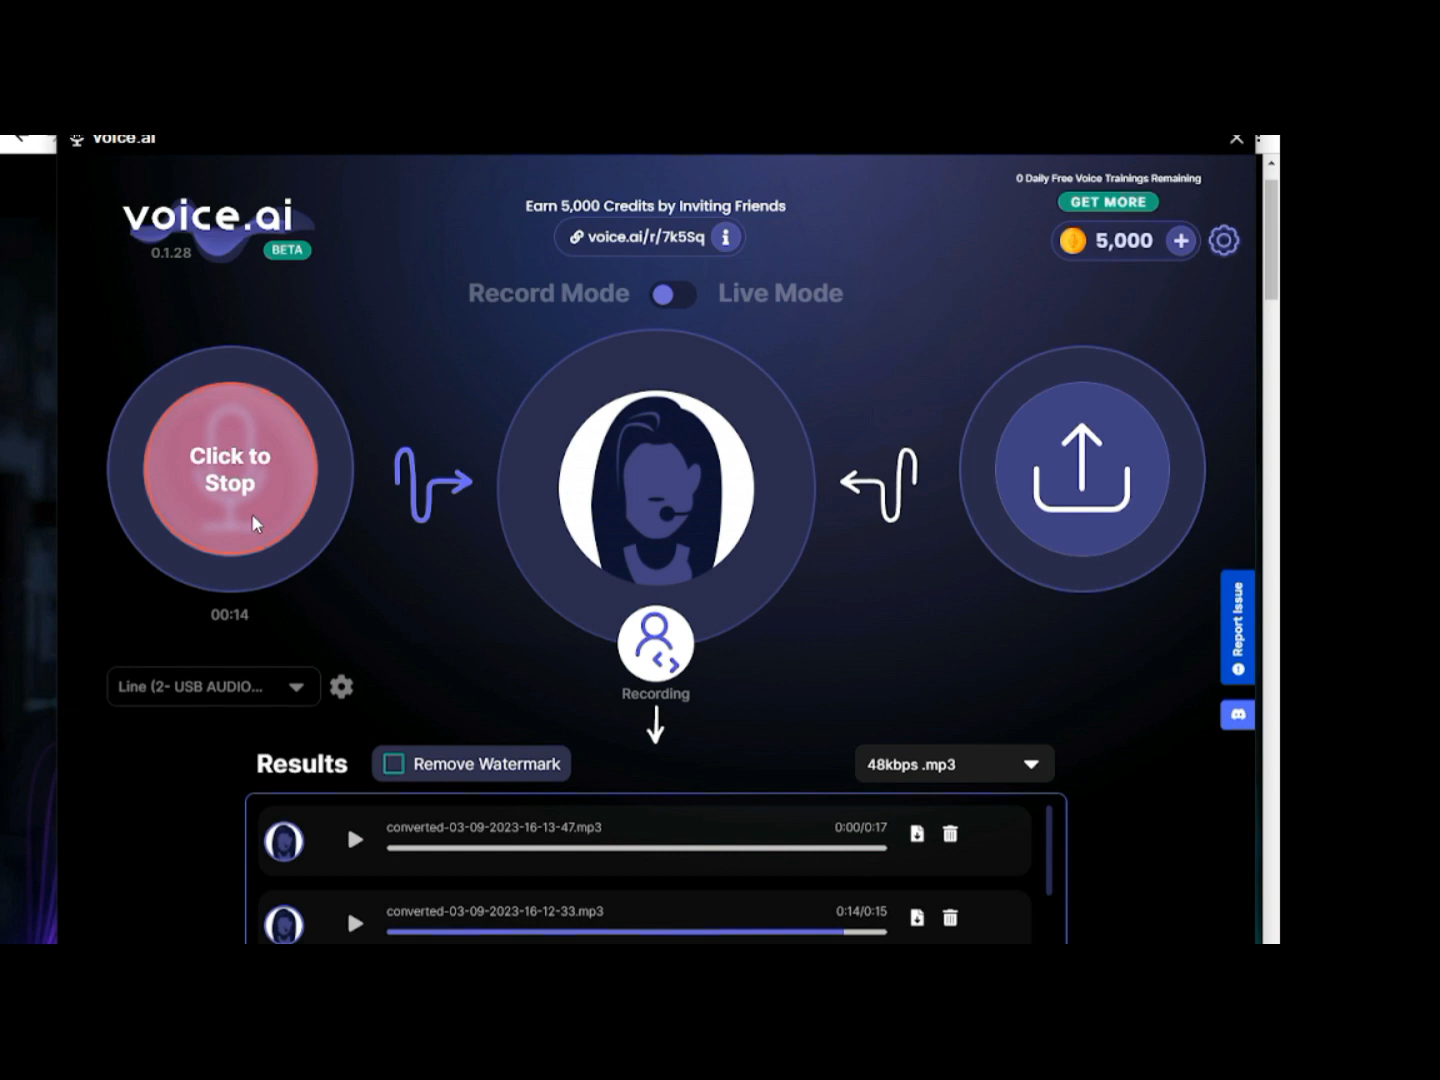 voice.ai
0 Daily Free Voice Trainings Remaining
GET MORE
voice.ai
0.1.28
BETA
Earn 5,000 Credits by Inviting Friends
voice.ai/r/7k5Sq
5,000
Record Mode
Live Mode
Click to
Stop
00:14
Report Issue
Line (2- USB AUDIO...
Recording
Results
Remove Watermark
48kbps .mp3
converted-03-09-2023-16-13-47.mp3
0:00/0:17
converted-03-09-2023-16-12-33.mp3
0:14/0:15